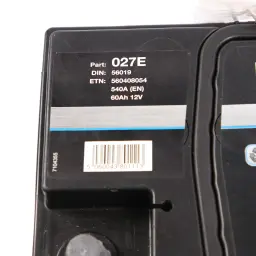 Part: 027E
DIN: 56019
ETN: 560408054
540A (EN)
60Ah 12V